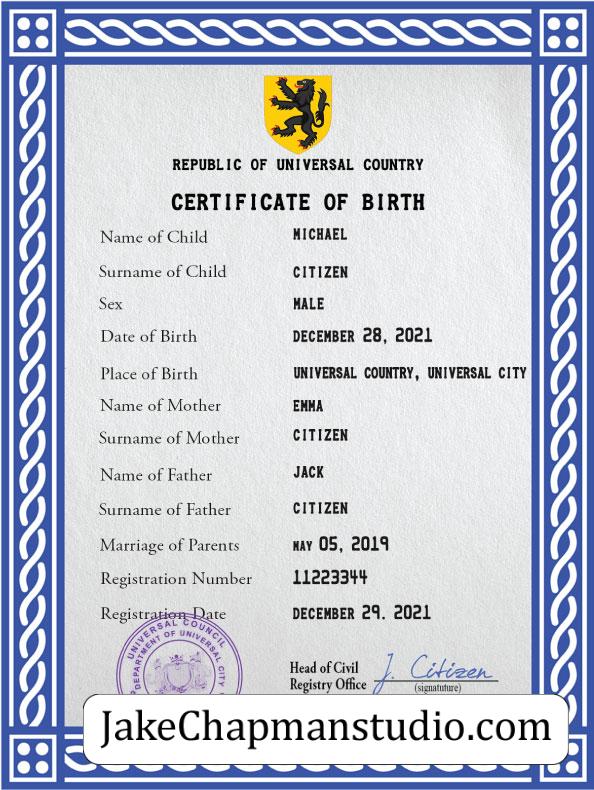 REPUBLIC OF UNIVERSAL COUNTRY
CERTIFICATE OF BIRTH
Name of Child MICHAEL
Surname of Child CITIZEN
Sex MALE
Date of Birth DECEMBER 28, 2021
Place of Birth UNIVERSAL COUNTRY, UNIVERSAL CITY
Name of Mother EMMA
Surname of Mother CITIZEN
Name of Father JACK
Surname of Father CITIZEN
Marriage of Parents MAY 05, 2019
Registration Number 11223344
Registration Date DECEMBER 29. 2021
UNIVERSAL COUNCIL
DEPARTMENT OF UNIVERSAL CITY
Head of Civil
Registry Office J. Citizen
(signatuture)
JakeChapmanstudio.com